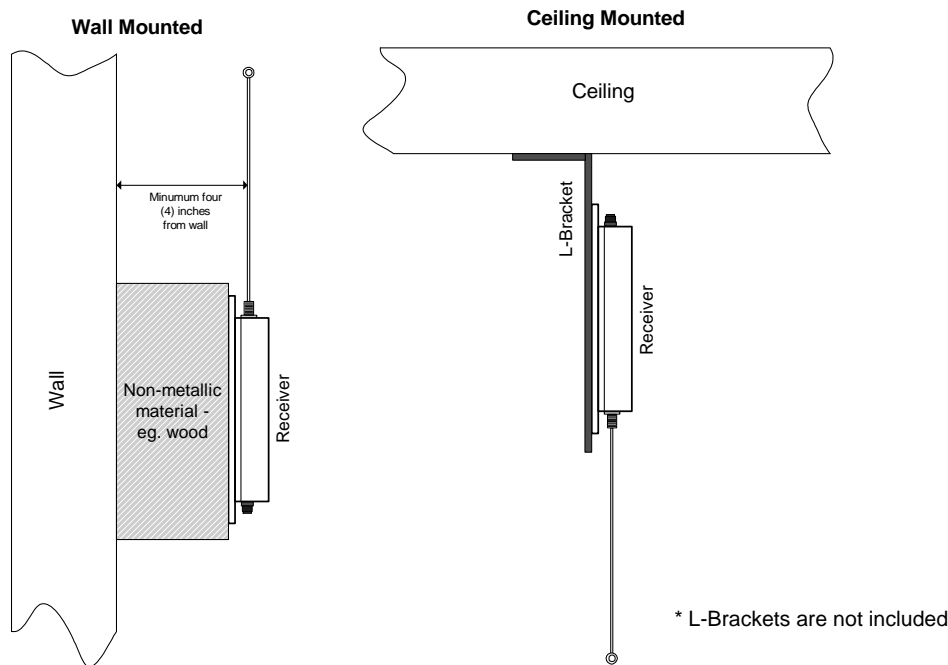 Wall Mounted
Minumum four
(4) inches
from wall
Wall
Non-metallic
material -
eg. wood
Receiver
Ceiling Mounted
Ceiling
L-Bracket
Receiver
* L-Brackets are not included